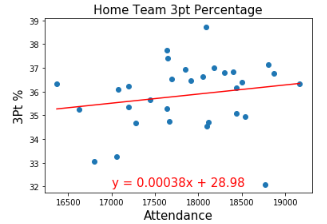 Home Team 3pt Percentage
39
38
37
36
35
34
33
32
3Pt %
y = 0.00038x + 28.98
16500 17000 17500 18000 18500 19000
Attendance